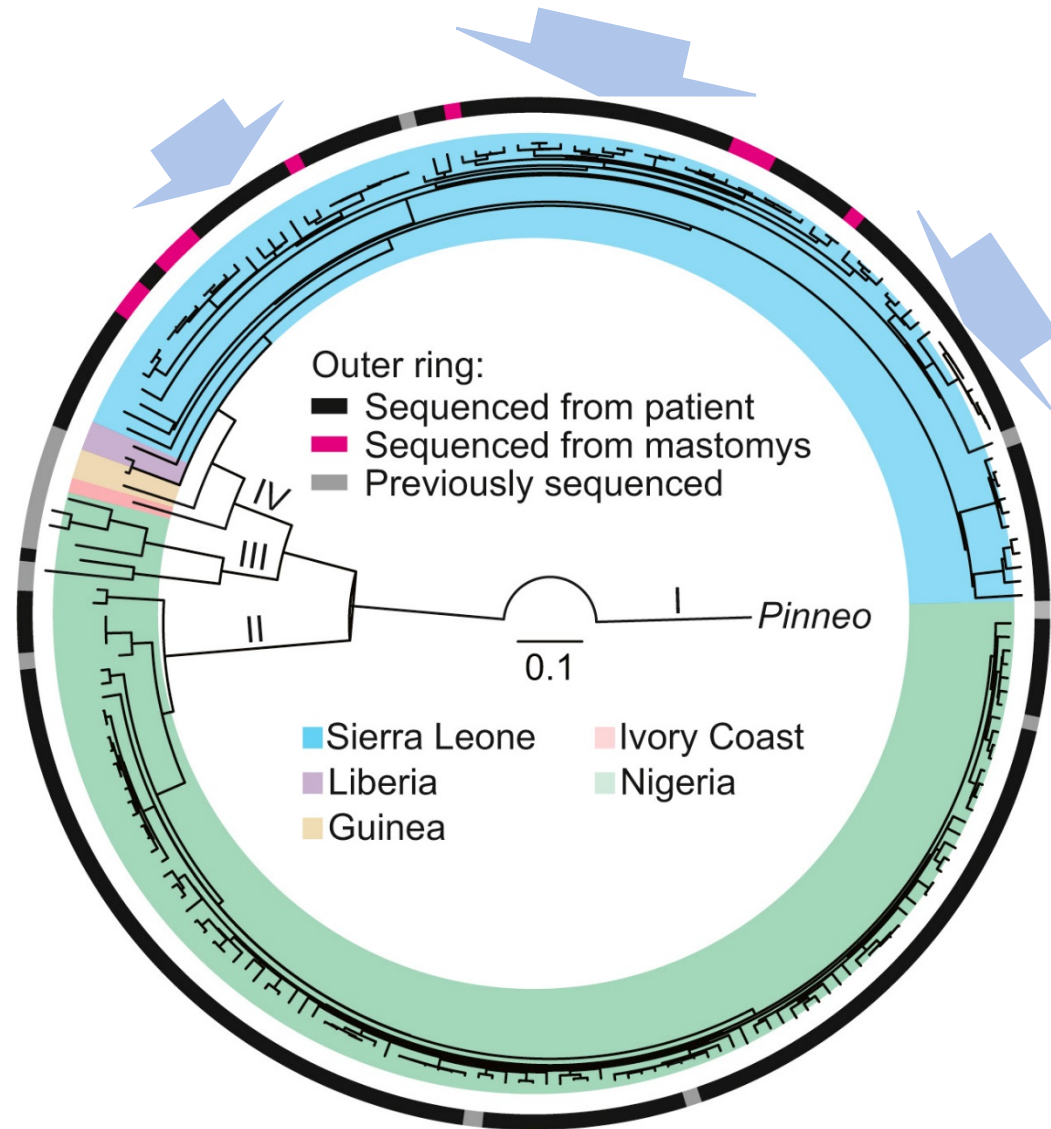 Outer ring:
Sequenced from patient
Sequenced from mastomys
Previously sequenced
IV
III
II
I
Pinneo
0.1
Sierra Leone
Ivory Coast
Liberia
Nigeria
Guinea